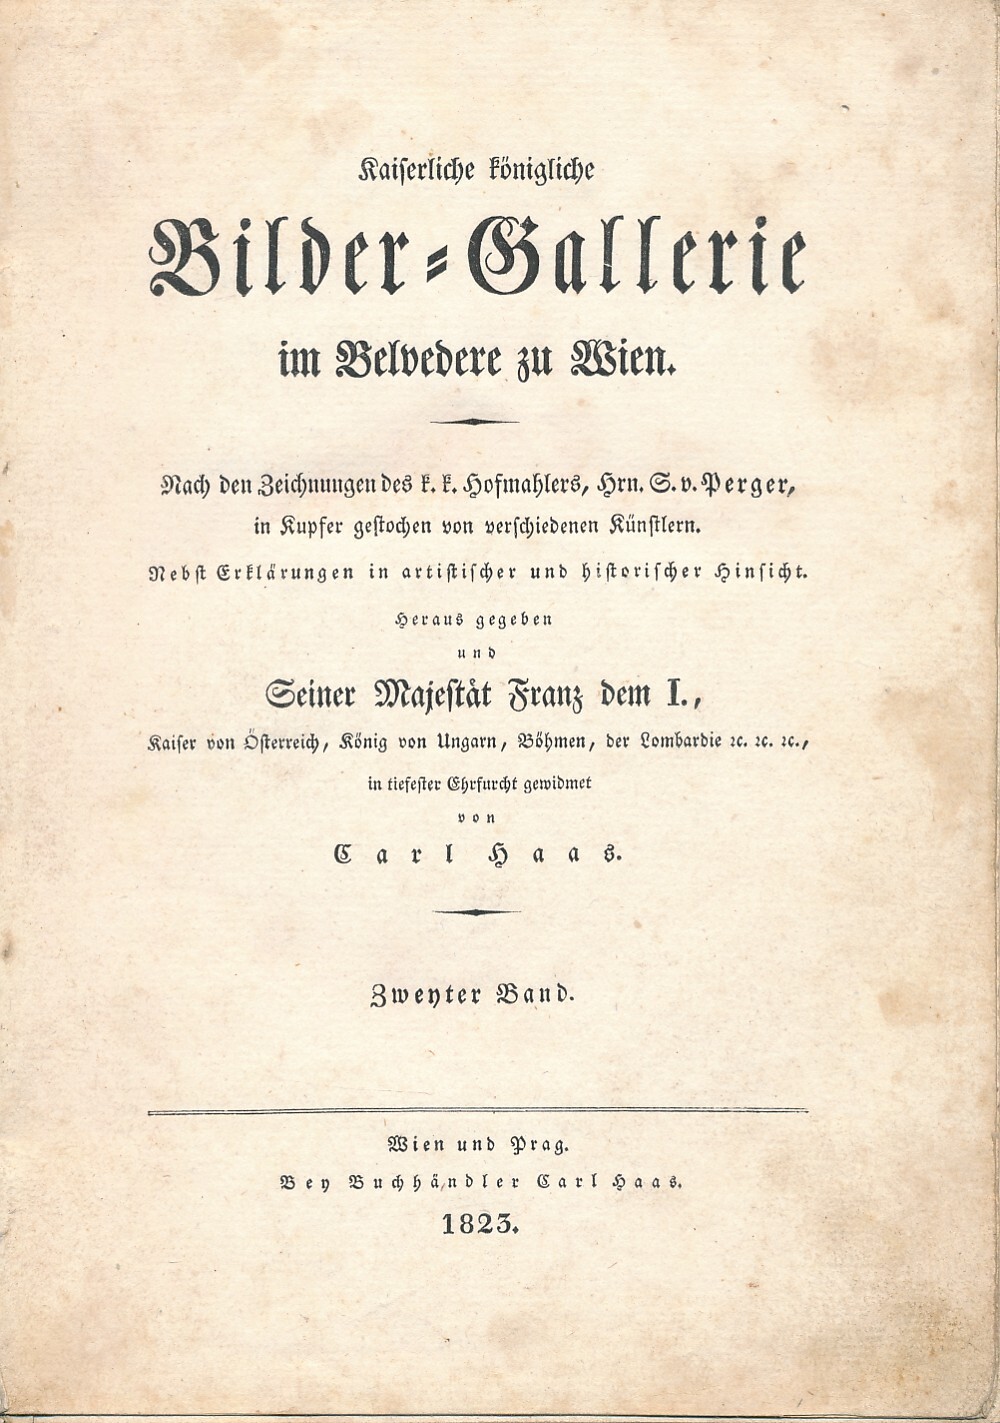 Kaiserliche königliche
Bilder-Gallerie
im Belvedere zu Wien.
Nach den Zeichnungen des k. k. Hofmahlers, Hrn. S. v. Perger,
in Kupfer gestochen von verschiedenen Künstlern.
Nebst Erklärungen in artistischer und historischer Hinsicht.
Heraus gegeben
und
Seiner Majestät Franz dem I.,
Kaiser von Österreich, König von Ungarn, Böhmen, der Lombardie ꝛc. ꝛc. ꝛc.,
in tiefester Ehrfurcht gewidmet
von
Carl Haas.
Zweyter Band.
Wien und Prag.
Bey Buchhändler Carl Haas.
1823.